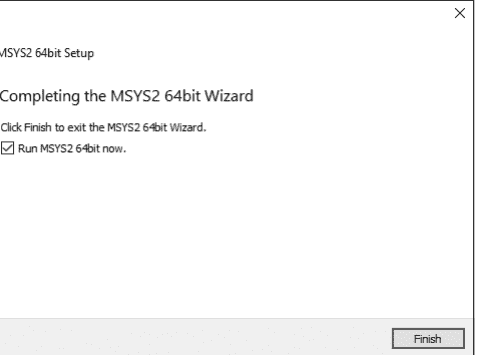 MSYS2 64bit Setup
Completing the MSYS2 64bit Wizard
Click Finish to exit the MSYS2 64bit Wizard.
Run MSYS2 64bit now.
Finish